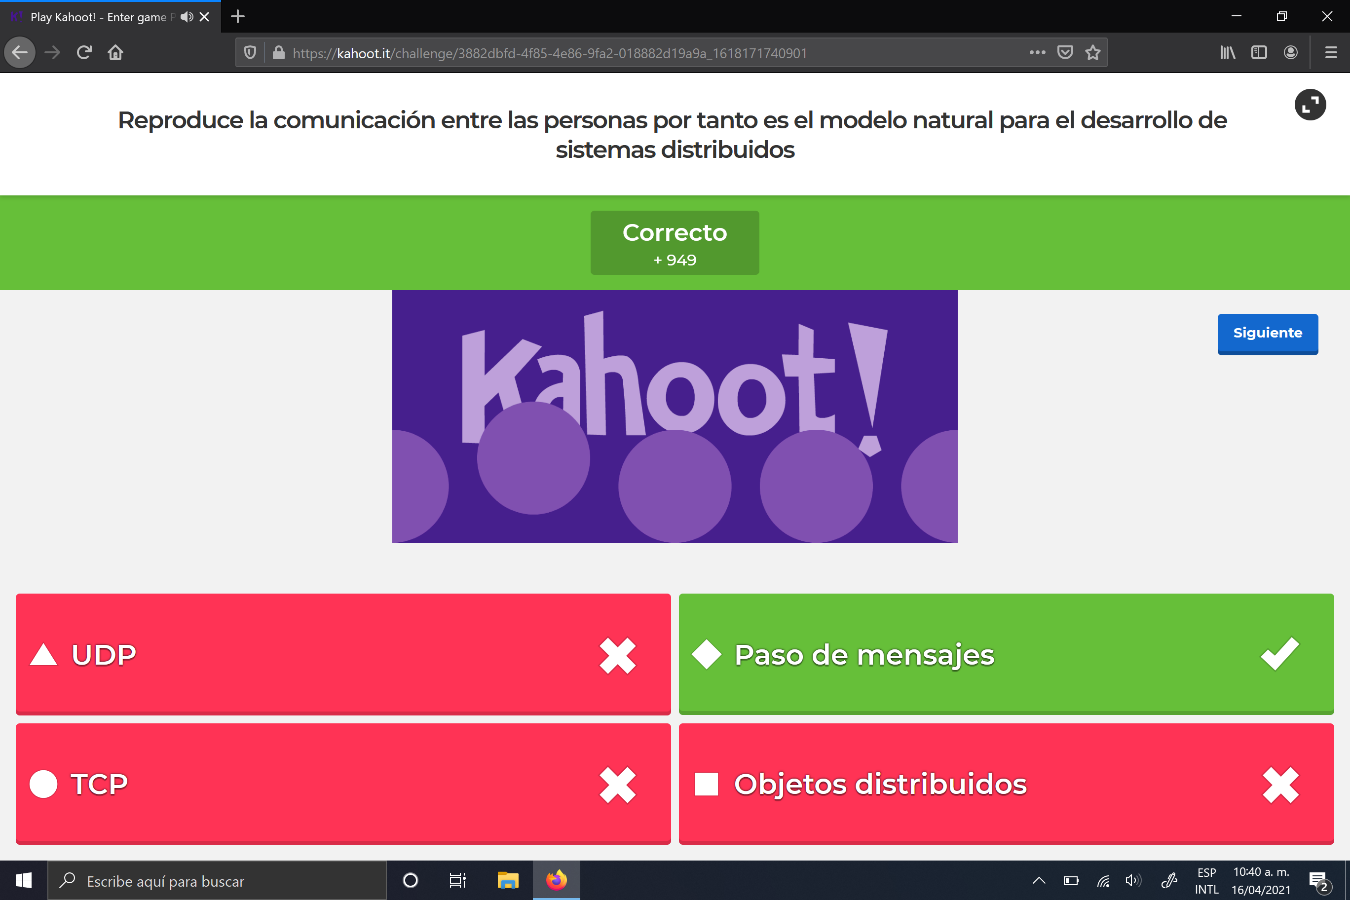 Play Kahoot! - Enter game P
https://kahoot.it/challenge/3882dbfd-4f85-4e86-9fa2-018882d19a9a_1618171740901
Reproduce la comunicación entre las personas por tanto es el modelo natural para el desarrollo de
sistemas distribuidos
Correcto
+ 949
Kahoot!
Siguiente
UDP
Paso de mensajes
TCP
Objetos distribuidos
Escribe aquí para buscar
ESP
INTL
10:40 a. m.
16/04/2021
2